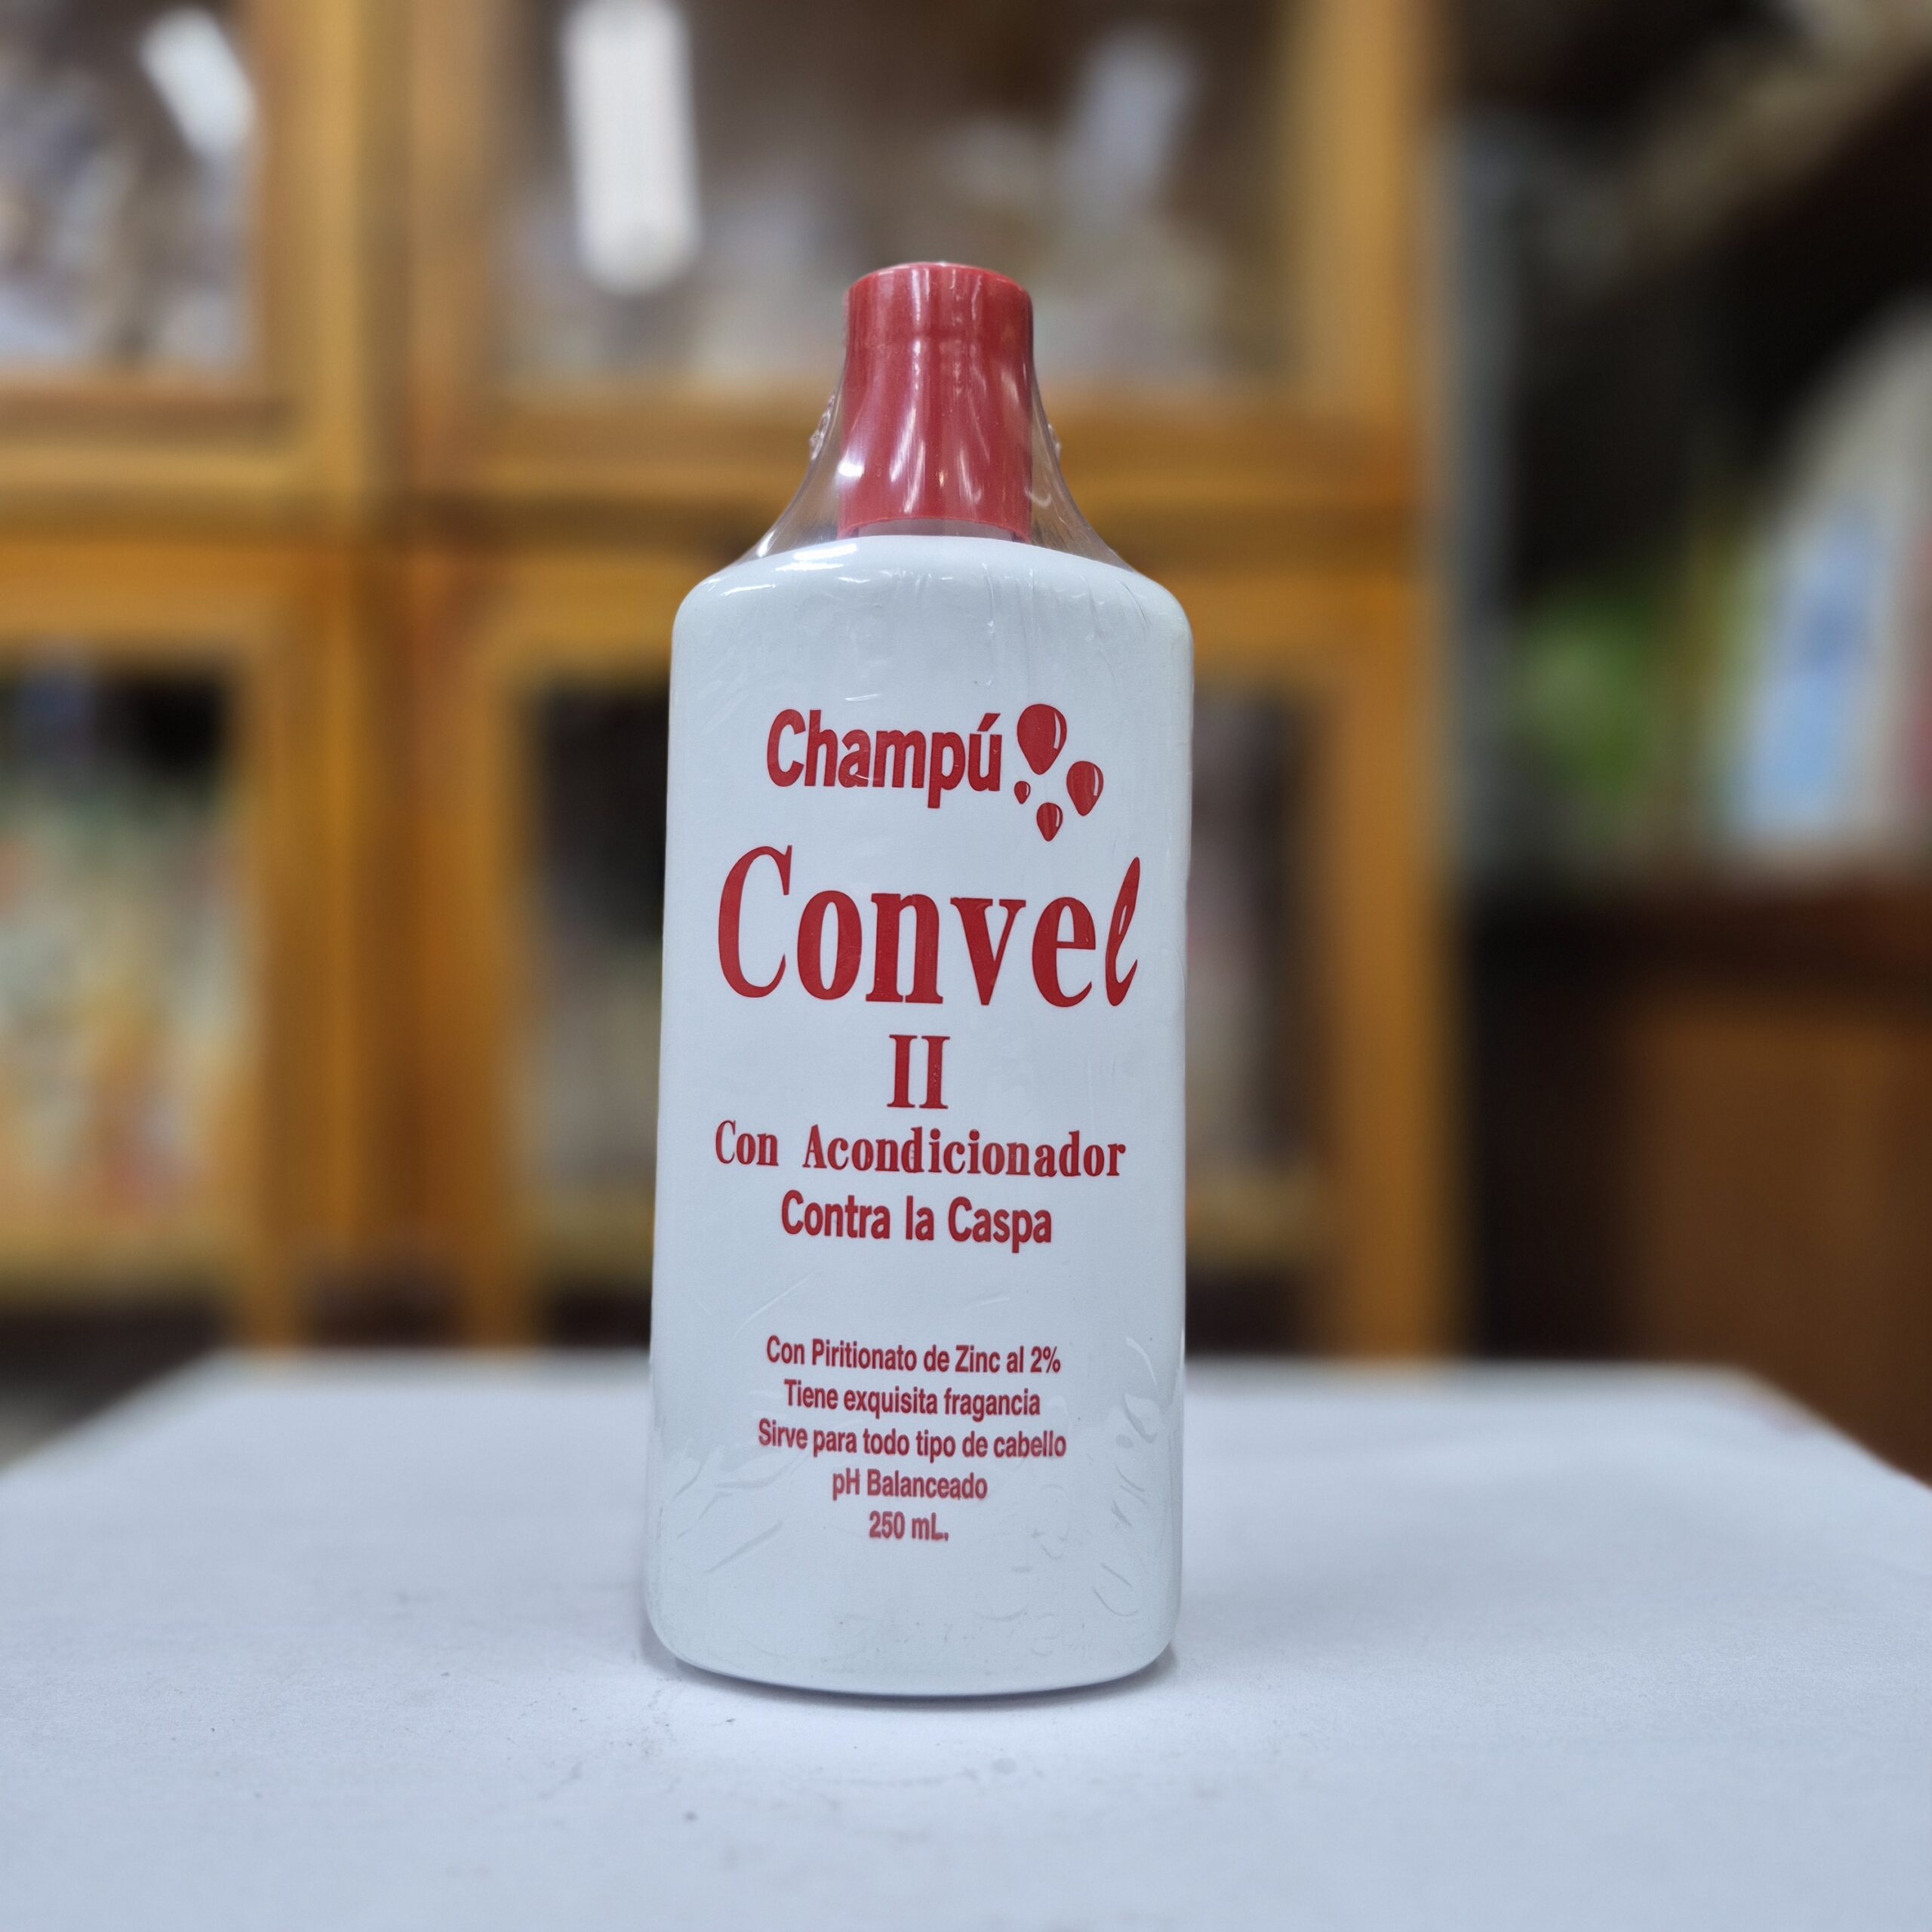 Champú
Convel
II
Con Acondicionador
Contra la Caspa
Con Piritionato de Zinc al 2%
Tiene exquisita fragancia
Sirve para todo tipo de cabello
pH Balanceado
250 mL.